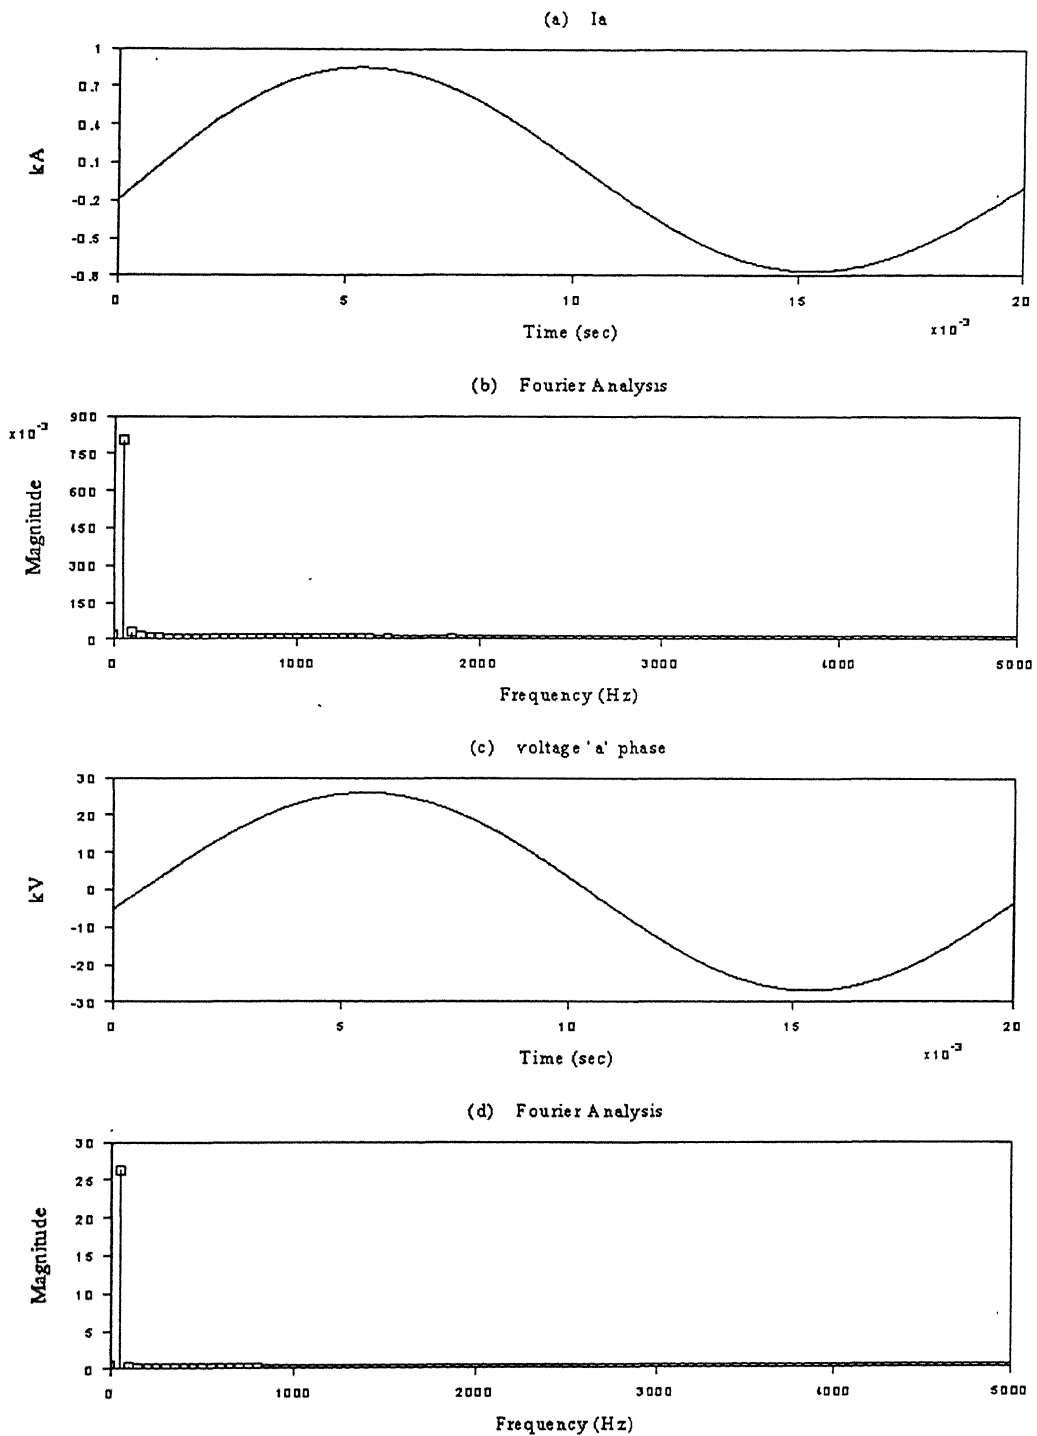 (a) Ia
1
0.7
0.4
0.1
-0.2
-0.5
-0.8
kA
0 5 10 15 20
Time (sec)
x10⁻³
(b) Fourier Analysis
x10⁻³
900
750
600
450
300
150
0
Magnitude
0 1000 2000 3000 4000 5000
Frequency (Hz)
(c) voltage 'a' phase
30
20
10
0
-10
-20
-30
kV
0 5 10 15 20
Time (sec)
x10⁻³
(d) Fourier Analysis
30
25
20
15
10
5
0
Magnitude
0 1000 2000 3000 4000 5000
Frequency (Hz)